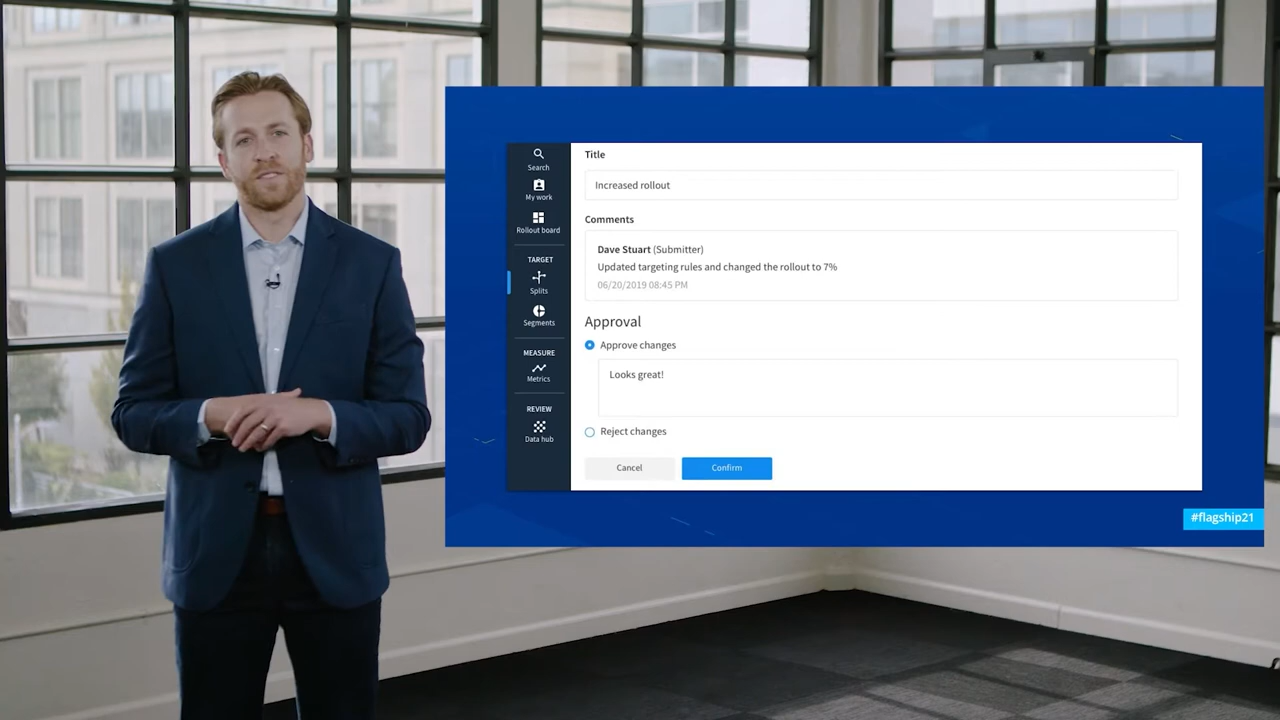 Search
My work
Rollout board
TARGET
Splits
Segments
MEASURE
Metrics
REVIEW
Data hub
Title
Increased rollout
Comments
Dave Stuart (Submitter)
Updated targeting rules and changed the rollout to 7%
06/20/2019 08:45 PM
Approval
Approve changes
Looks great!
Reject changes
Cancel
Confirm
#flagship21